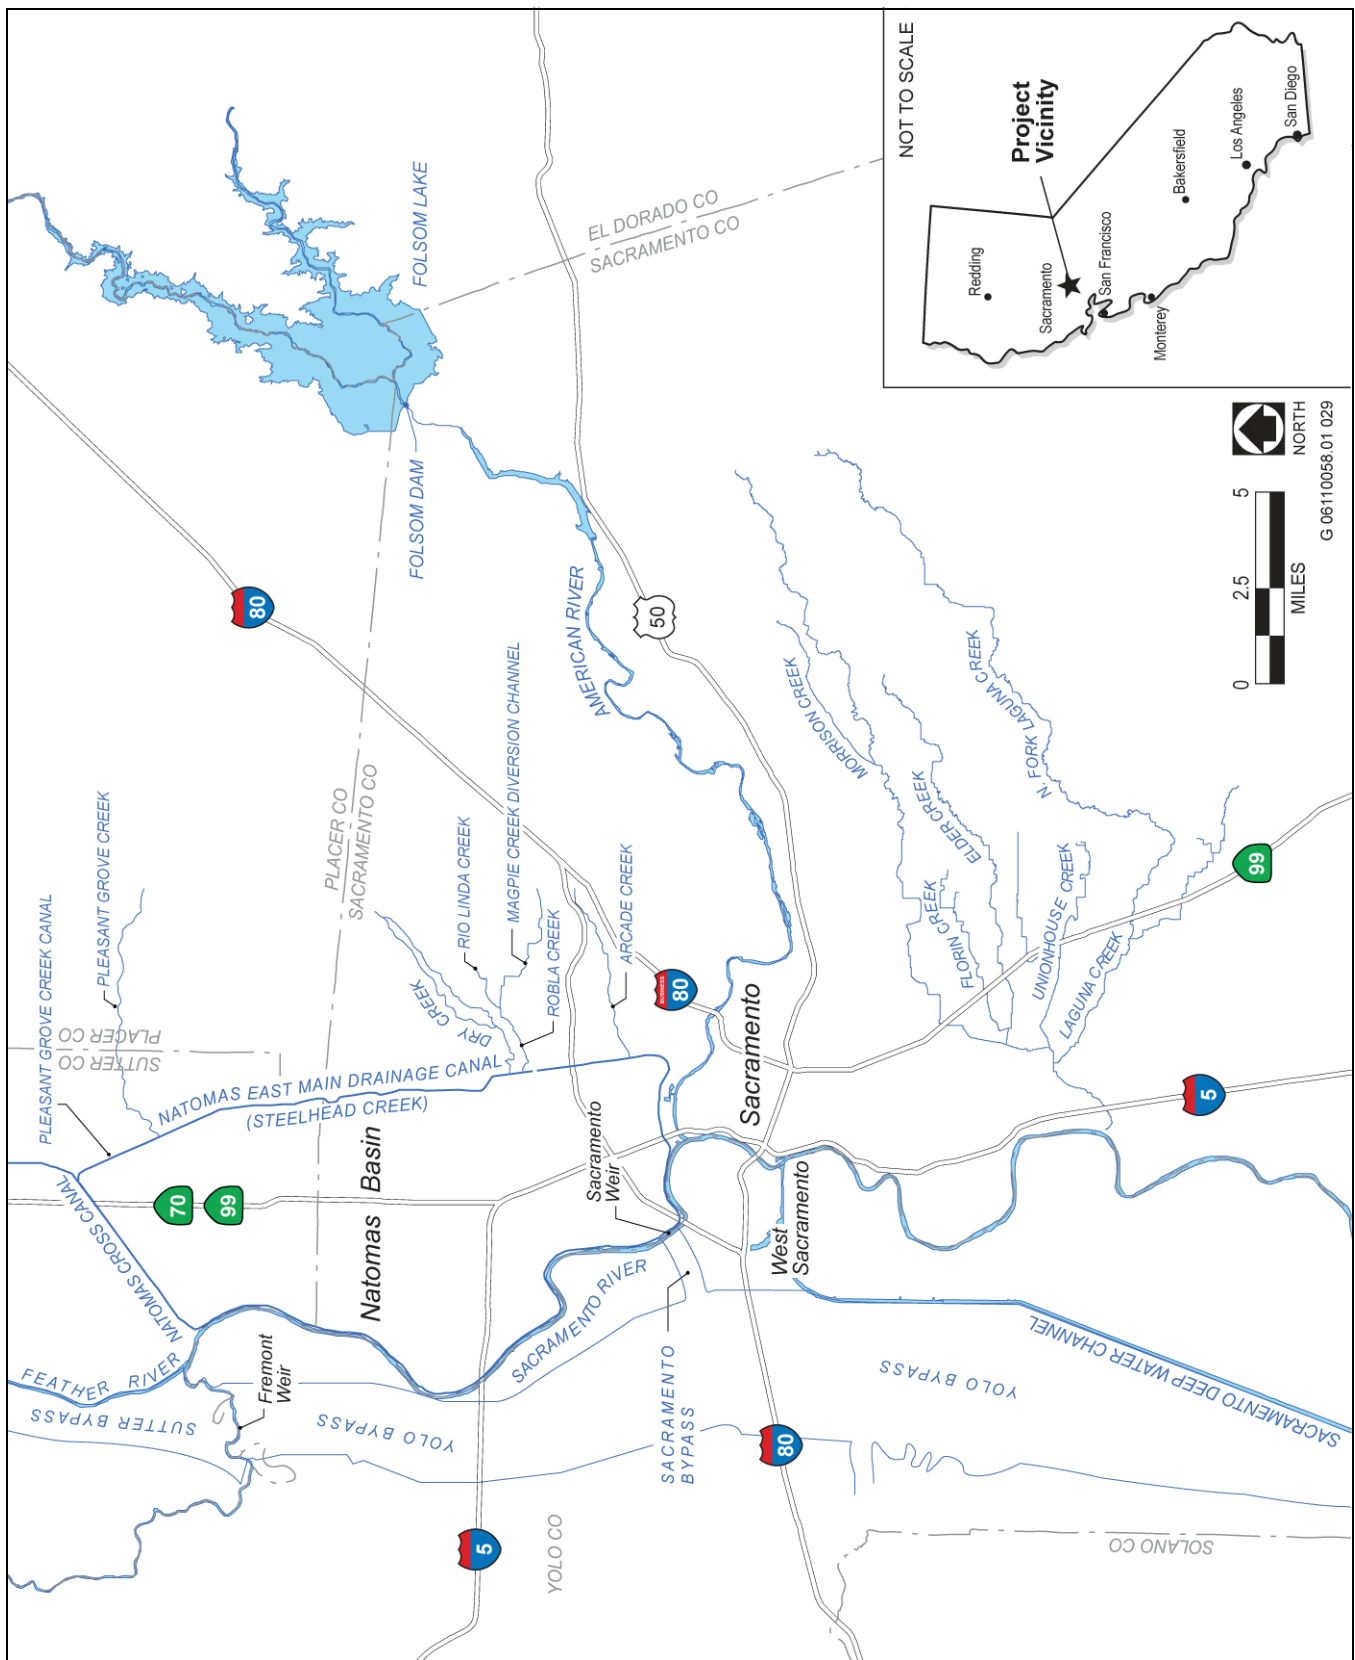 FOLSOM LAKE
EL DORADO CO
SACRAMENTO CO
FOLSOM DAM
80
AMERICAN RIVER
50
PLACER CO
SACRAMENTO CO
PLEASANT GROVE CREEK CANAL
PLEASANT GROVE CREEK
SUTTER CO
PLACER CO
RIO LINDA CREEK
MAGPIE CREEK DIVERSION CHANNEL
ROBLA CREEK
DRY CREEK
ARCADE CREEK
BUSINESS
80
NATOMAS EAST MAIN DRAINAGE CANAL
(STEELHEAD CREEK)
MORRISON CREEK
ELDER CREEK
FLORIN CREEK
N. FORK LAGUNA CREEK
UNIONHOUSE CREEK
LAGUNA CREEK
99
Sacramento
5
Natomas Basin
Sacramento
Weir
70
99
NATOMAS CROSS CANAL
West
Sacramento
SACRAMENTO RIVER
FEATHER RIVER
Fremont
Weir
SUTTER BYPASS
YOLO BYPASS
SACRAMENTO
BYPASS
YOLO BYPASS
SACRAMENTO DEEP WATER CHANNEL
80
5
YOLO CO
SOLANO CO
NOT TO SCALE
Project
Vicinity
Redding
Sacramento
San Francisco
Monterey
Bakersfield
Los Angeles
San Diego
0
2.5
5
MILES
NORTH
G 06110058.01 029